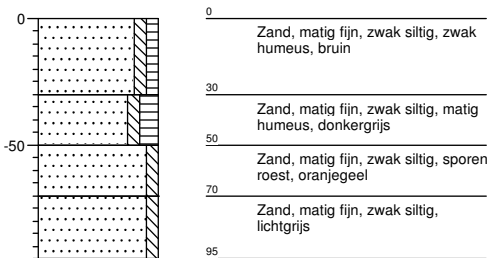 0
0
Zand, matig fijn, zwak siltig, zwak
humeus, bruin
30
Zand, matig fijn, zwak siltig, matig
humeus, donkergrijs
-50
50
Zand, matig fijn, zwak siltig, sporen
roest, oranjegeel
70
Zand, matig fijn, zwak siltig,
lichtgrijs
95